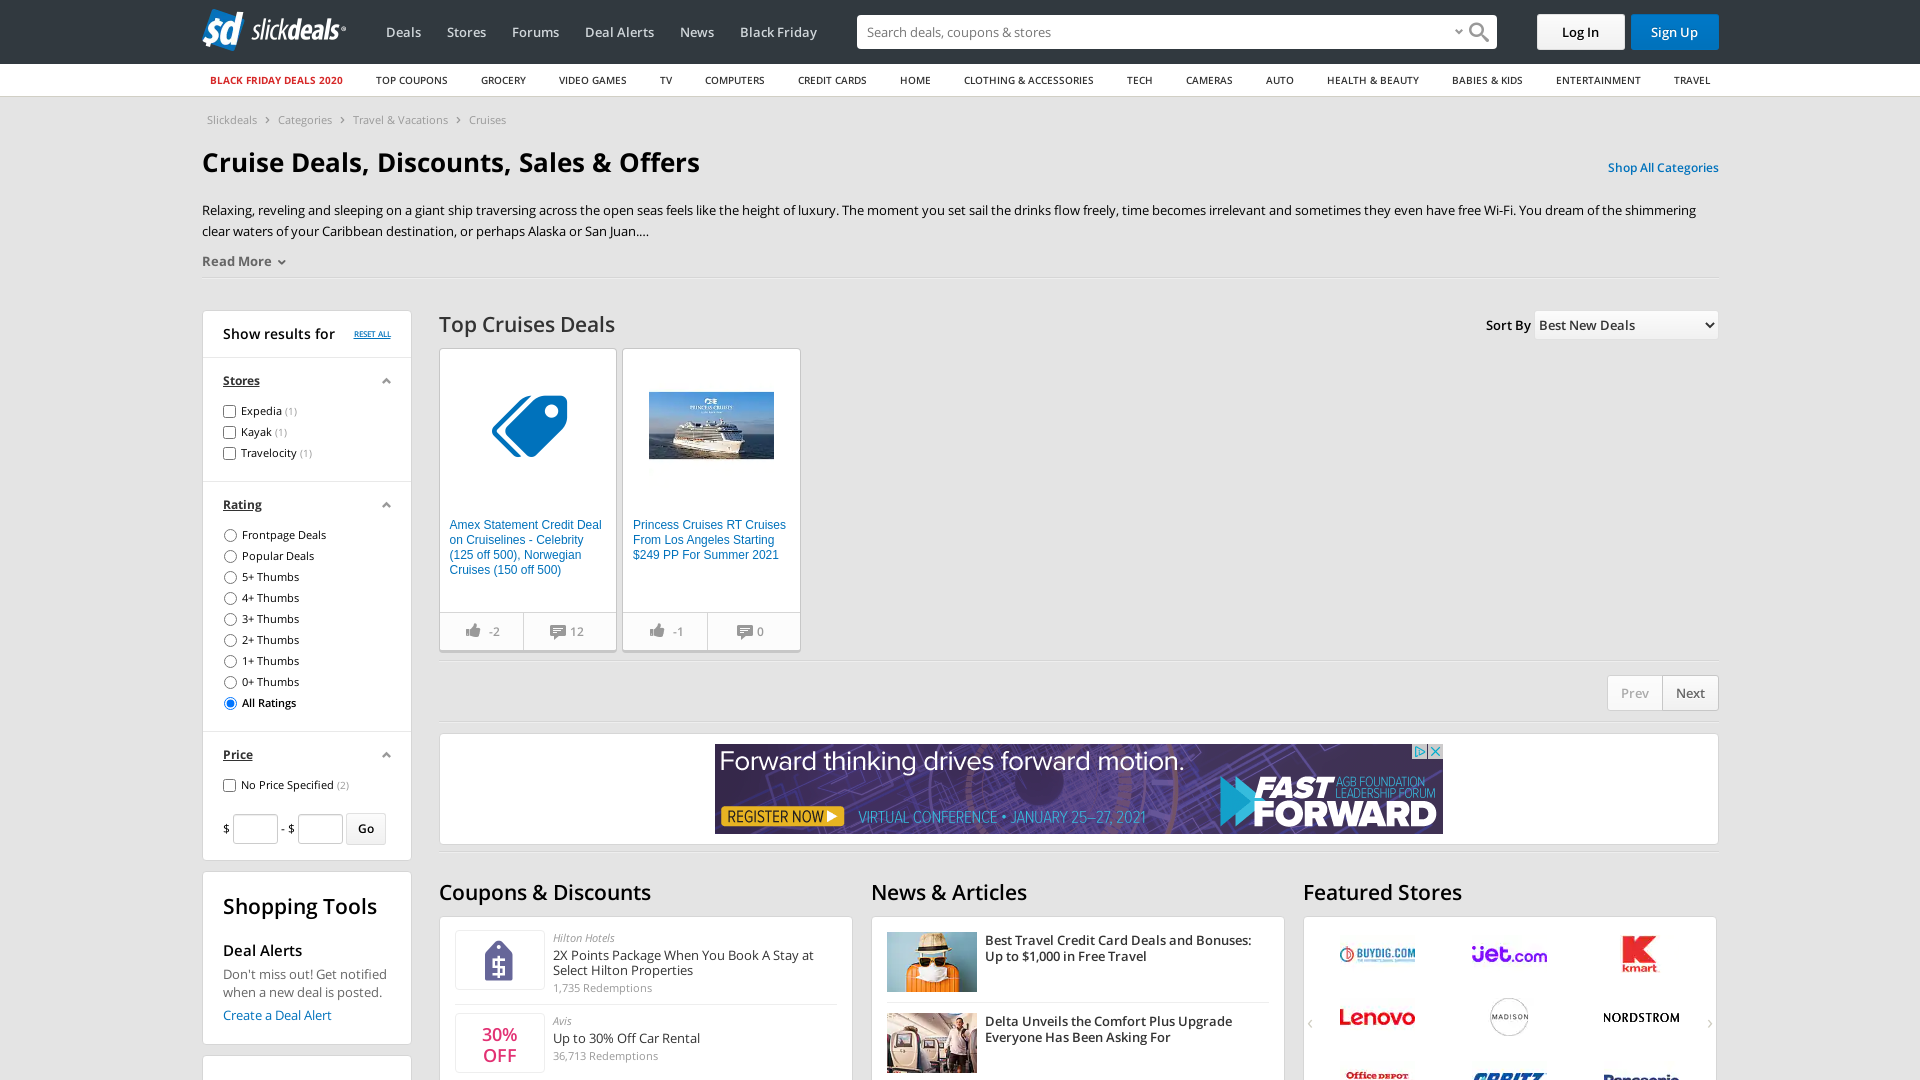 slickdeals
Deals
Stores
Forums
Deal Alerts
News
Black Friday
Search deals, coupons & stores
Log In
Sign Up
BLACK FRIDAY DEALS 2020
TOP COUPONS
GROCERY
VIDEO GAMES
TV
COMPUTERS
CREDIT CARDS
HOME
CLOTHING & ACCESSORIES
TECH
CAMERAS
AUTO
HEALTH & BEAUTY
BABIES & KIDS
ENTERTAINMENT
TRAVEL
Slickdeals > Categories > Travel & Vacations > Cruises
Cruise Deals, Discounts, Sales & Offers
Shop All Categories
Relaxing, reveling and sleeping on a giant ship traversing across the open seas feels like the height of luxury. The moment you set sail the drinks flow freely, time becomes irrelevant and sometimes they even have free Wi-Fi. You dream of the shimmering
clear waters of your Caribbean destination, or perhaps Alaska or San Juan....
Read More
Show results for
RESET ALL
Stores
Expedia (1)
Kayak (1)
Travelocity (1)
Rating
Frontpage Deals
Popular Deals
5+ Thumbs
4+ Thumbs
3+ Thumbs
2+ Thumbs
1+ Thumbs
0+ Thumbs
All Ratings
Price
No Price Specified (2)
$ - $ Go
Shopping Tools
Deal Alerts
Don't miss out! Get notified
when a new deal is posted.
Create a Deal Alert
Top Cruises Deals
Sort By Best New Deals
Amex Statement Credit Deal
on Cruiselines - Celebrity
(125 off 500), Norwegian
Cruises (150 off 500)
-2
12
PRINCESS CRUISES
Princess Cruises RT Cruises
From Los Angeles Starting
$249 PP For Summer 2021
-1
0
Prev
Next
Forward thinking drives forward motion.
REGISTER NOW
VIRTUAL CONFERENCE • JANUARY 25–27, 2021
FAST
FORWARD
AGB FOUNDATION
LEADERSHIP FORUM
Coupons & Discounts
Hilton Hotels
2X Points Package When You Book A Stay at
Select Hilton Properties
1,735 Redemptions
30%
OFF
Avis
Up to 30% Off Car Rental
36,713 Redemptions
News & Articles
Best Travel Credit Card Deals and Bonuses:
Up to $1,000 in Free Travel
Delta Unveils the Comfort Plus Upgrade
Everyone Has Been Asking For
Featured Stores
BUYDIG.COM
Jet.com
kmart
Lenovo
MADISON
NORDSTROM
Office DEPOT
ORBITZ
Panasonic